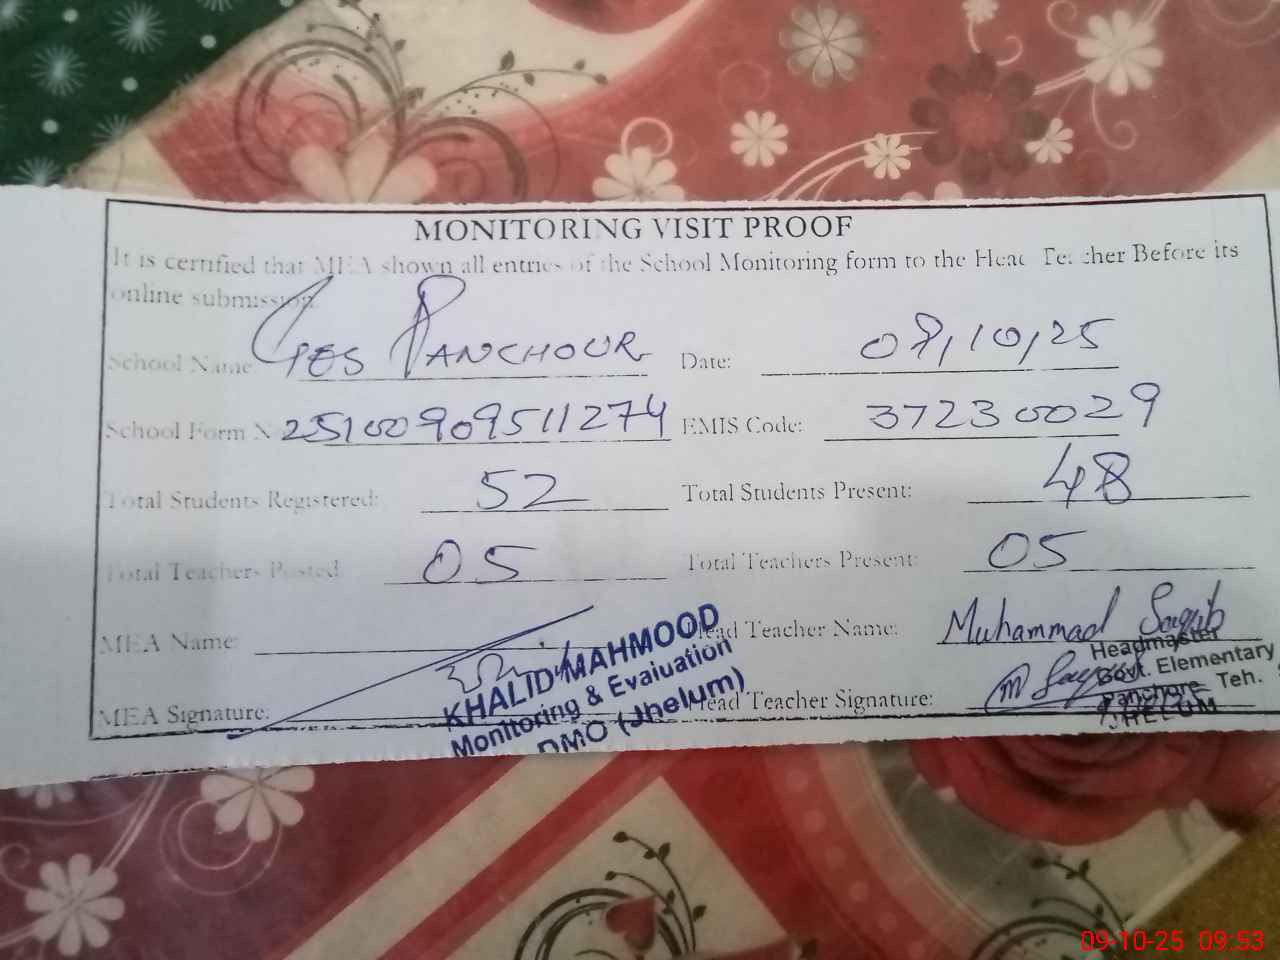 MONITORING VISIT PROOF
It is certified that MEA shown all entries of the School Monitoring form to the Head Teacher Before its
online submission.
School Name: GES PANCHOUR Date: 09/10/25
School Form N 25100909511274 EMIS Code: 37230029
Total Students Registered: 52 Total Students Present: 48
Total Teachers Posted: 05 Total Teachers Present: 05
MEA Name: Head Teacher Name: Muhammad Saqib
MEA Signature: Head Teacher Signature: M Saqib
KHALID MAHMOOD
Monitoring & Evaluation
DMO (Jhelum)
Headmaster
Govt. Elementary
Panchore Teh.
JHELUM
09-10-25 09:53